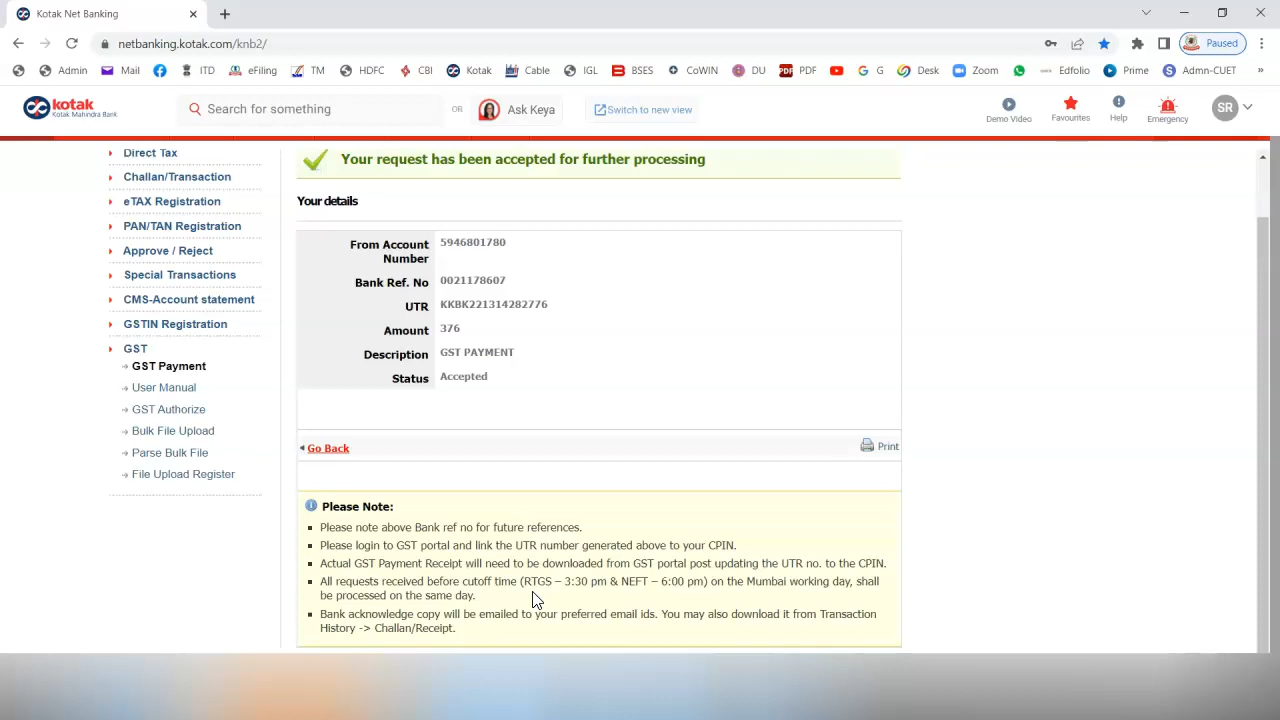 Kotak Net Banking
netbanking.kotak.com/knb2/
Paused
Admin Mail ITD eFiling TM HDFC CBI Kotak Cable IGL BSES CoWIN DU PDF PDF G G Desk Zoom Edfolio Prime Admn-CUET »
kotak
Kotak Mahindra Bank
Search for something
OR
Ask Keya
Switch to new view
Demo Video
Favourites
Help
Emergency
SR
Direct Tax
Challan/Transaction
eTAX Registration
PAN/TAN Registration
Approve / Reject
Special Transactions
CMS-Account statement
GSTIN Registration
GST
GST Payment
User Manual
GST Authorize
Bulk File Upload
Parse Bulk File
File Upload Register
Your request has been accepted for further processing
Your details
From Account 5946801780
Number
Bank Ref. No 0021178607
UTR KKBK221314282776
Amount 376
Description GST PAYMENT
Status Accepted
Go Back
Print
Please Note:
Please note above Bank ref no for future references.
Please login to GST portal and link the UTR number generated above to your CPIN.
Actual GST Payment Receipt will need to be downloaded from GST portal post updating the UTR no. to the CPIN.
All requests received before cutoff time (RTGS – 3:30 pm & NEFT – 6:00 pm) on the Mumbai working day, shall
be processed on the same day.
Bank acknowledge copy will be emailed to your preferred email ids. You may also download it from Transaction
History -> Challan/Receipt.